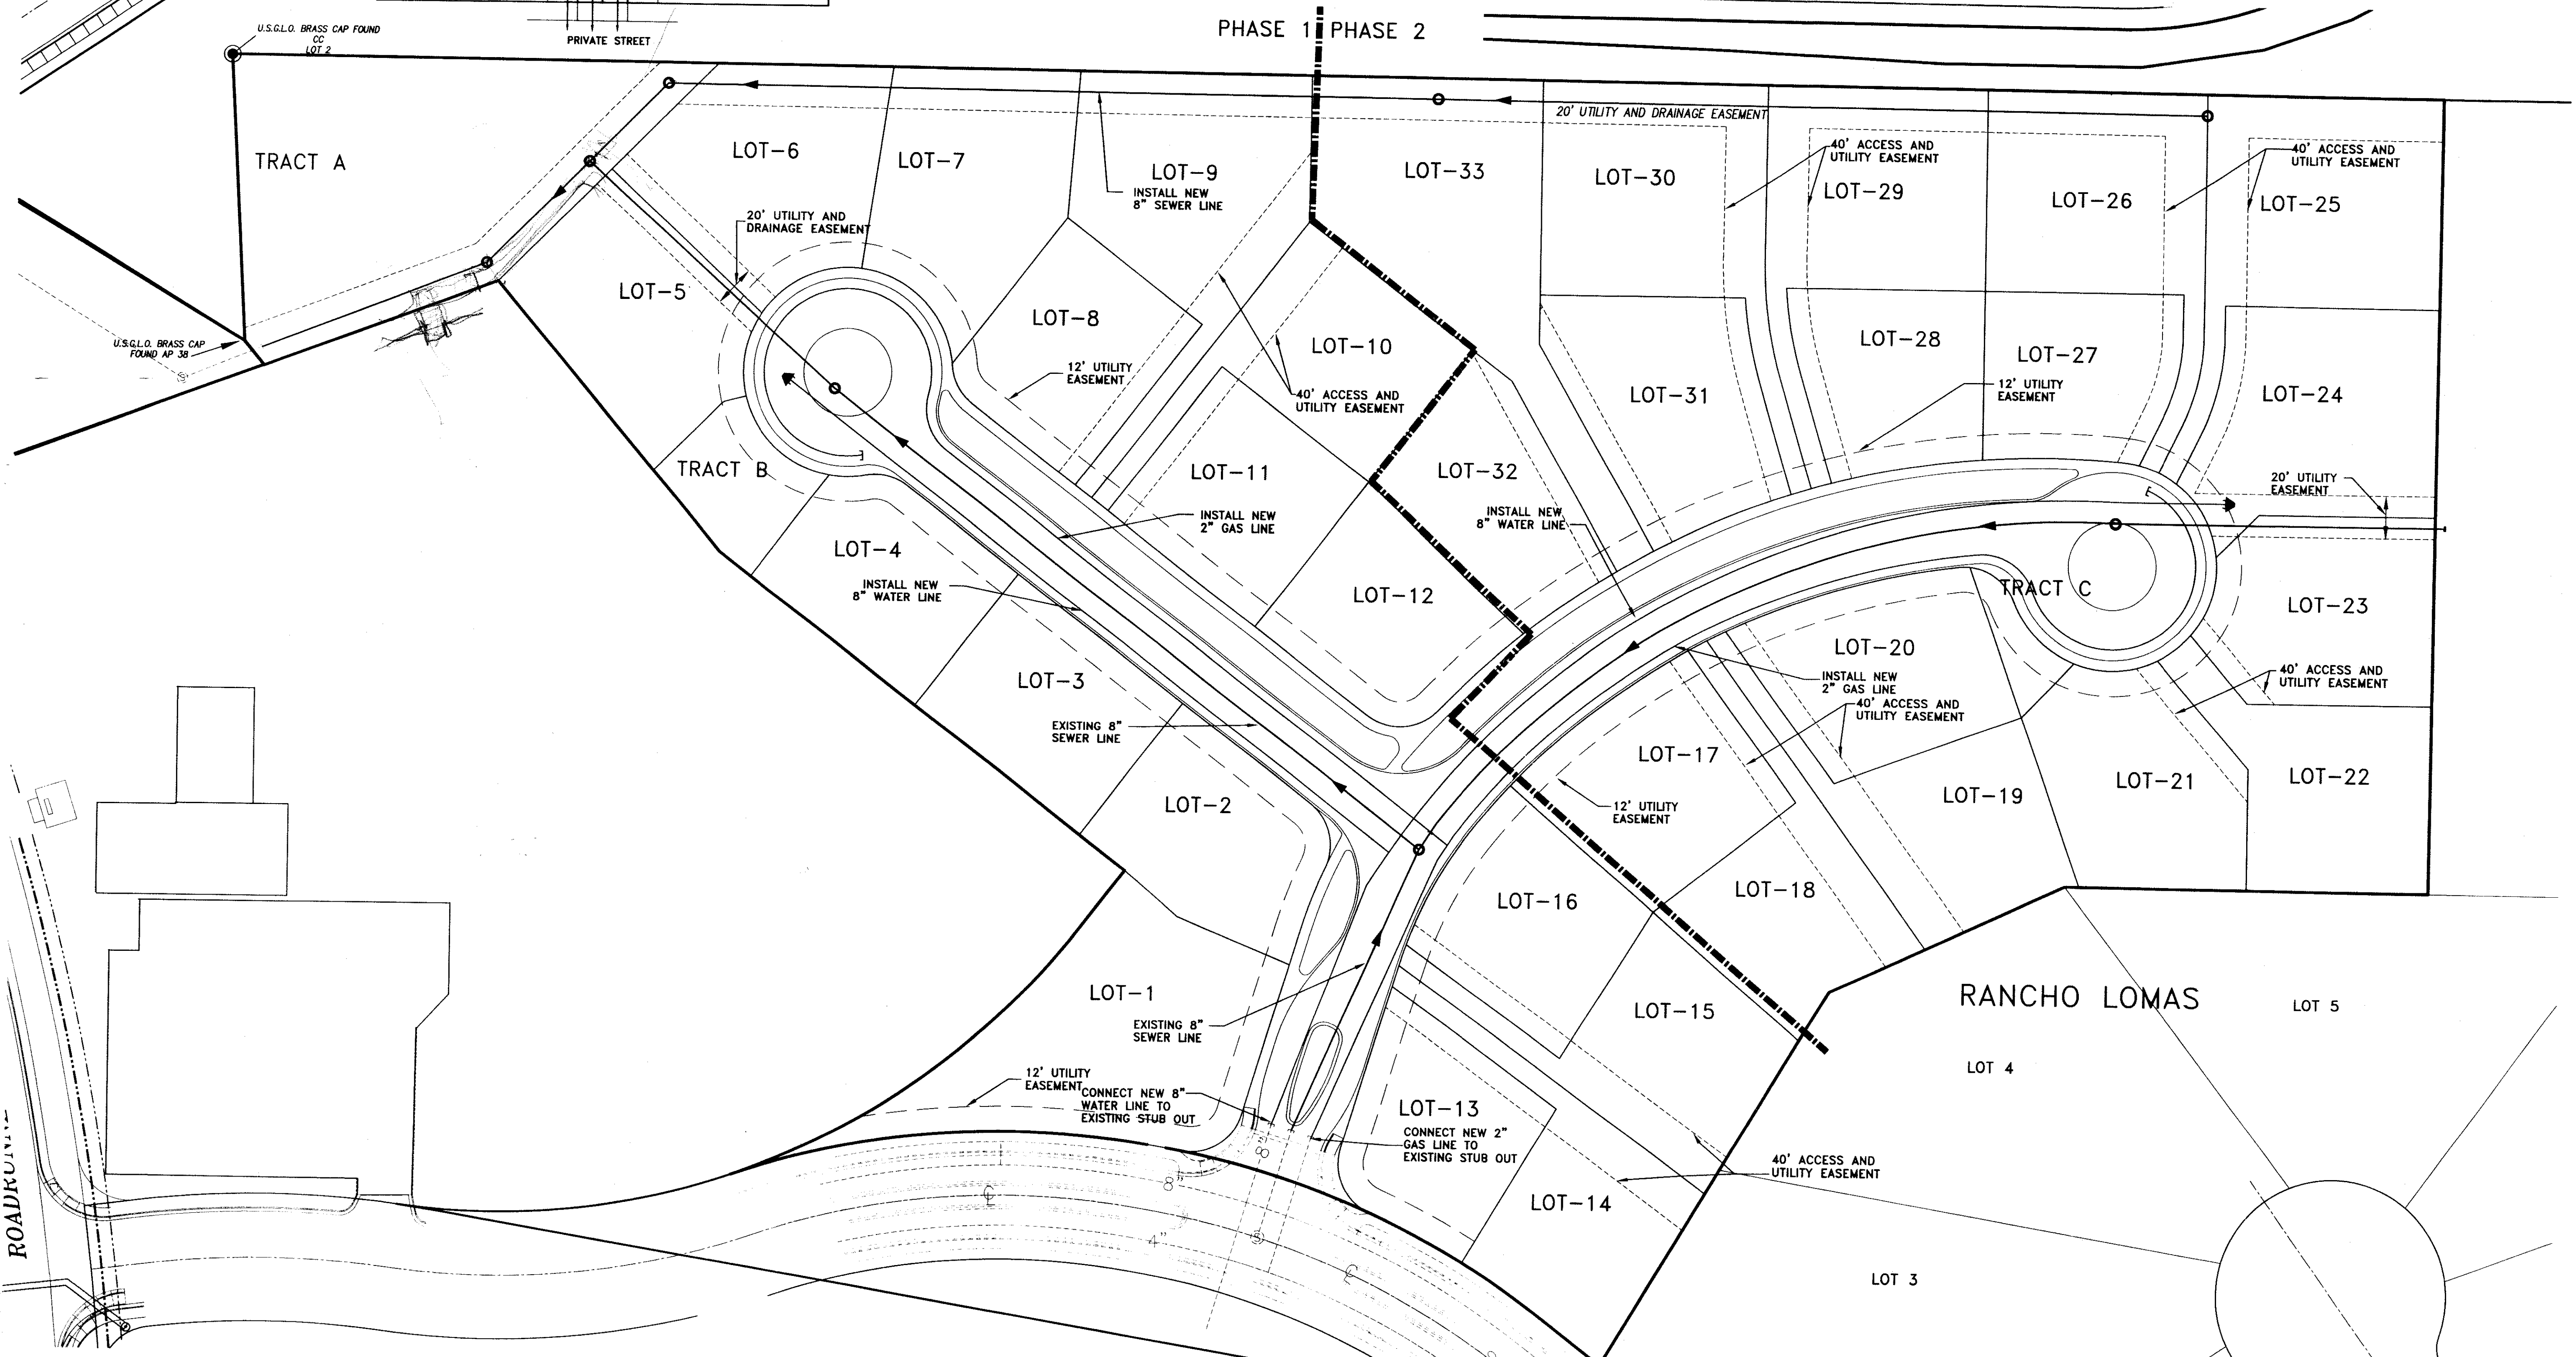 U.S.G.L.O. BRASS CAP FOUND
CC
LOT 2
PRIVATE STREET
PHASE 1 PHASE 2
TRACT A
LOT-6
LOT-7
LOT-9
INSTALL NEW
8" SEWER LINE
LOT-33
20' UTILITY AND DRAINAGE EASEMENT
LOT-30
40' ACCESS AND
UTILITY EASEMENT
LOT-29
LOT-26
40' ACCESS AND
UTILITY EASEMENT
LOT-25
20' UTILITY AND
DRAINAGE EASEMENT
LOT-5
LOT-8
LOT-10
LOT-28
LOT-27
U.S.G.L.O. BRASS CAP
FOUND AP 38
12' UTILITY
EASEMENT
40' ACCESS AND
UTILITY EASEMENT
LOT-31
12' UTILITY
EASEMENT
LOT-24
TRACT B
LOT-11
LOT-32
20' UTILITY
EASEMENT
INSTALL NEW
2" GAS LINE
INSTALL NEW
8" WATER LINE
LOT-4
INSTALL NEW
8" WATER LINE
LOT-12
TRACT C
LOT-23
LOT-3
LOT-20
INSTALL NEW
2" GAS LINE
40' ACCESS AND
UTILITY EASEMENT
40' ACCESS AND
UTILITY EASEMENT
EXISTING 8"
SEWER LINE
LOT-17
LOT-2
12' UTILITY
EASEMENT
LOT-19
LOT-21
LOT-22
LOT-16
LOT-18
LOT-1
LOT-15
RANCHO LOMAS
LOT 5
EXISTING 8"
SEWER LINE
LOT 4
12' UTILITY
EASEMENT
CONNECT NEW 8"
WATER LINE TO
EXISTING STUB OUT
LOT-13
CONNECT NEW 2"
GAS LINE TO
EXISTING STUB OUT
8"
8"
40' ACCESS AND
UTILITY EASEMENT
LOT-14
4"
S
LOT 3